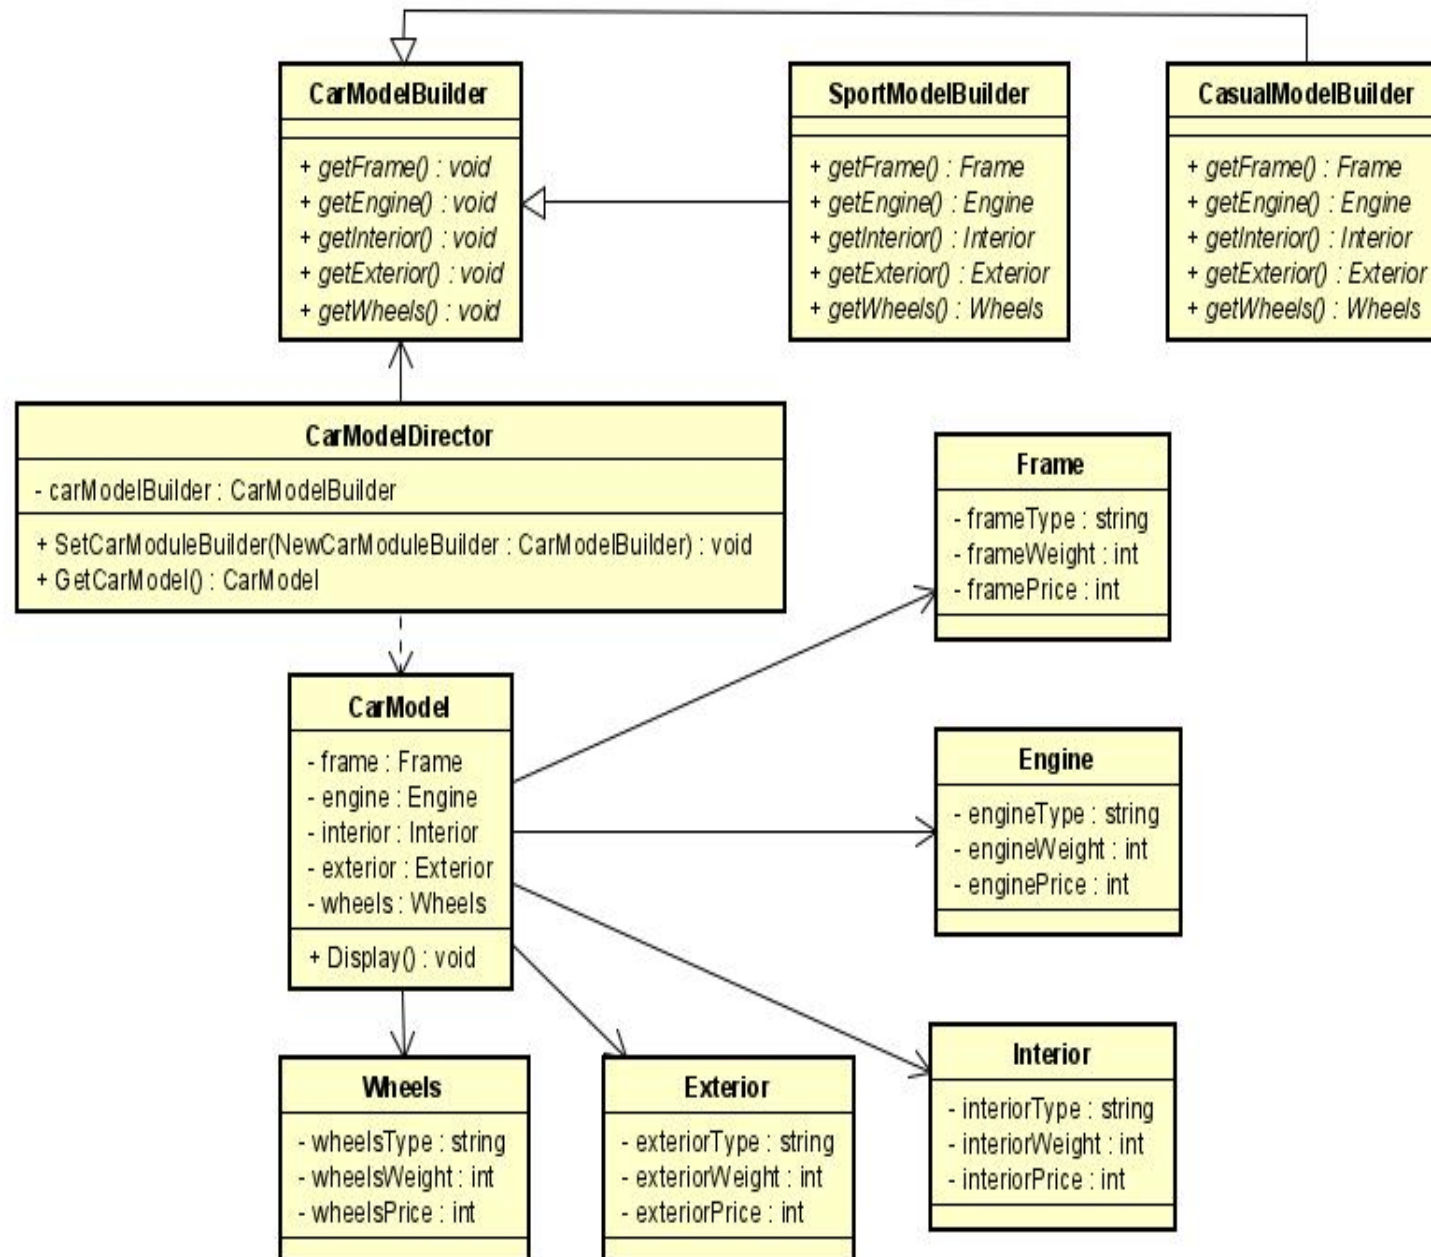 CarModelBuilder
+ getFrame() : void
+ getEngine() : void
+ getInterior() : void
+ getExterior() : void
+ getWheels() : void
SportModelBuilder
+ getFrame() : Frame
+ getEngine() : Engine
+ getInterior() : Interior
+ getExterior() : Exterior
+ getWheels() : Wheels
CasualModelBuilder
+ getFrame() : Frame
+ getEngine() : Engine
+ getInterior() : Interior
+ getExterior() : Exterior
+ getWheels() : Wheels
CarModelDirector
- carModelBuilder : CarModelBuilder
+ SetCarModuleBuilder(NewCarModuleBuilder : CarModelBuilder) : void
+ GetCarModel() : CarModel
Frame
- frameType : string
- frameWeight : int
- framePrice : int
CarModel
- frame : Frame
- engine : Engine
- interior : Interior
- exterior : Exterior
- wheels : Wheels
+ Display() : void
Engine
- engineType : string
- engineWeight : int
- enginePrice : int
Wheels
- wheelsType : string
- wheelsWeight : int
- wheelsPrice : int
Exterior
- exteriorType : string
- exteriorWeight : int
- exteriorPrice : int
Interior
- interiorType : string
- interiorWeight : int
- interiorPrice : int